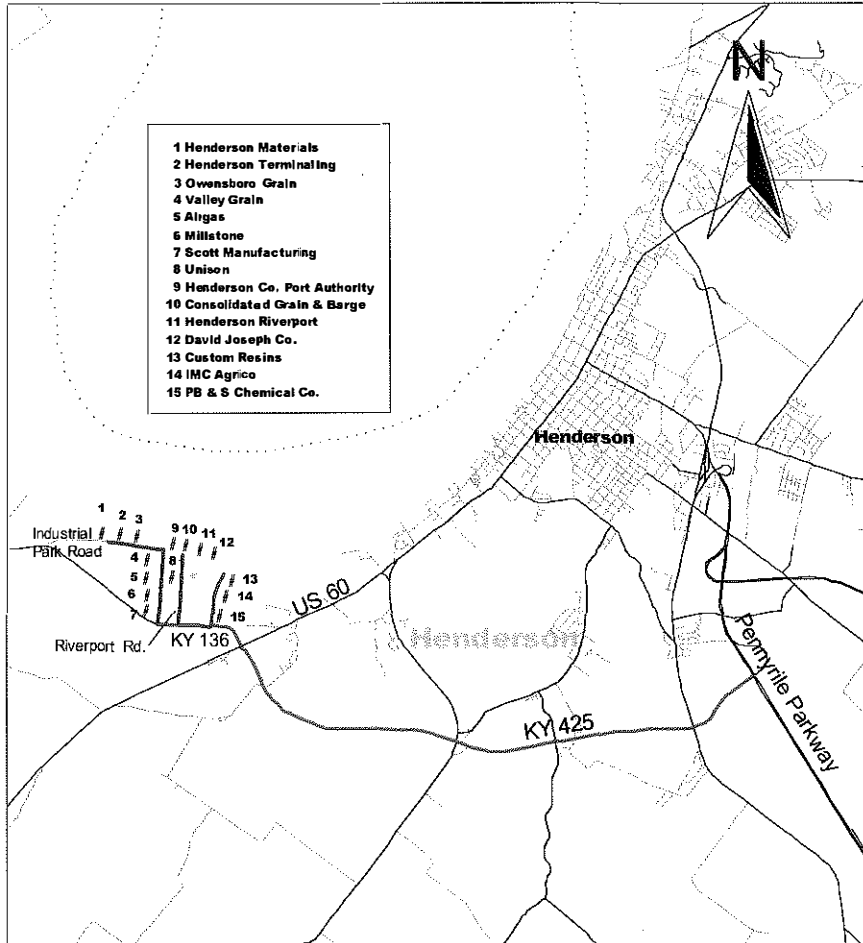 N
1 Henderson Materials
2 Henderson Terminaling
3 Owensboro Grain
4 Valley Grain
5 Airgas
6 Millstone
7 Scott Manufacturing
8 Unison
9 Henderson Co. Port Authority
10 Consolidated Grain & Barge
11 Henderson Riverport
12 David Joseph Co.
13 Custom Resins
14 IMC Agrico
15 PB & S Chemical Co.
Henderson
1 2 3 9 10 11 12
Industrial
Park Road
4
5 8 13
6 14
7 15
Riverport Rd.
KY 136
US 60
Henderson
KY 425
Pennyrile Parkway